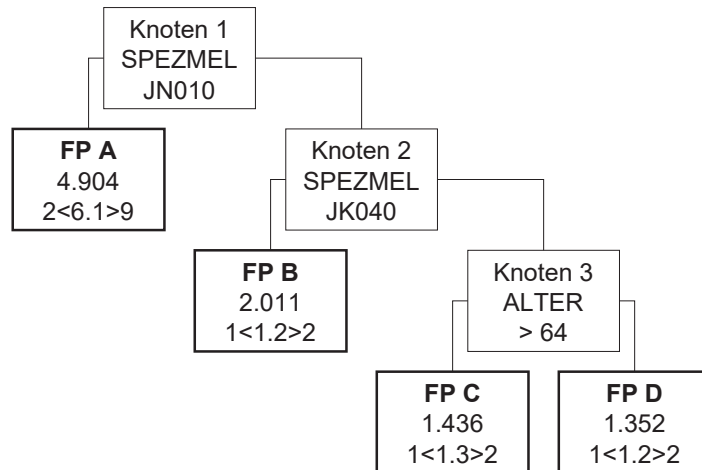 Knoten 1
SPEZMEL
JN010
FP A
4.904
2<6.1>9
Knoten 2
SPEZMEL
JK040
FP B
2.011
1<1.2>2
Knoten 3
ALTER
> 64
FP C
1.436
1<1.3>2
FP D
1.352
1<1.2>2